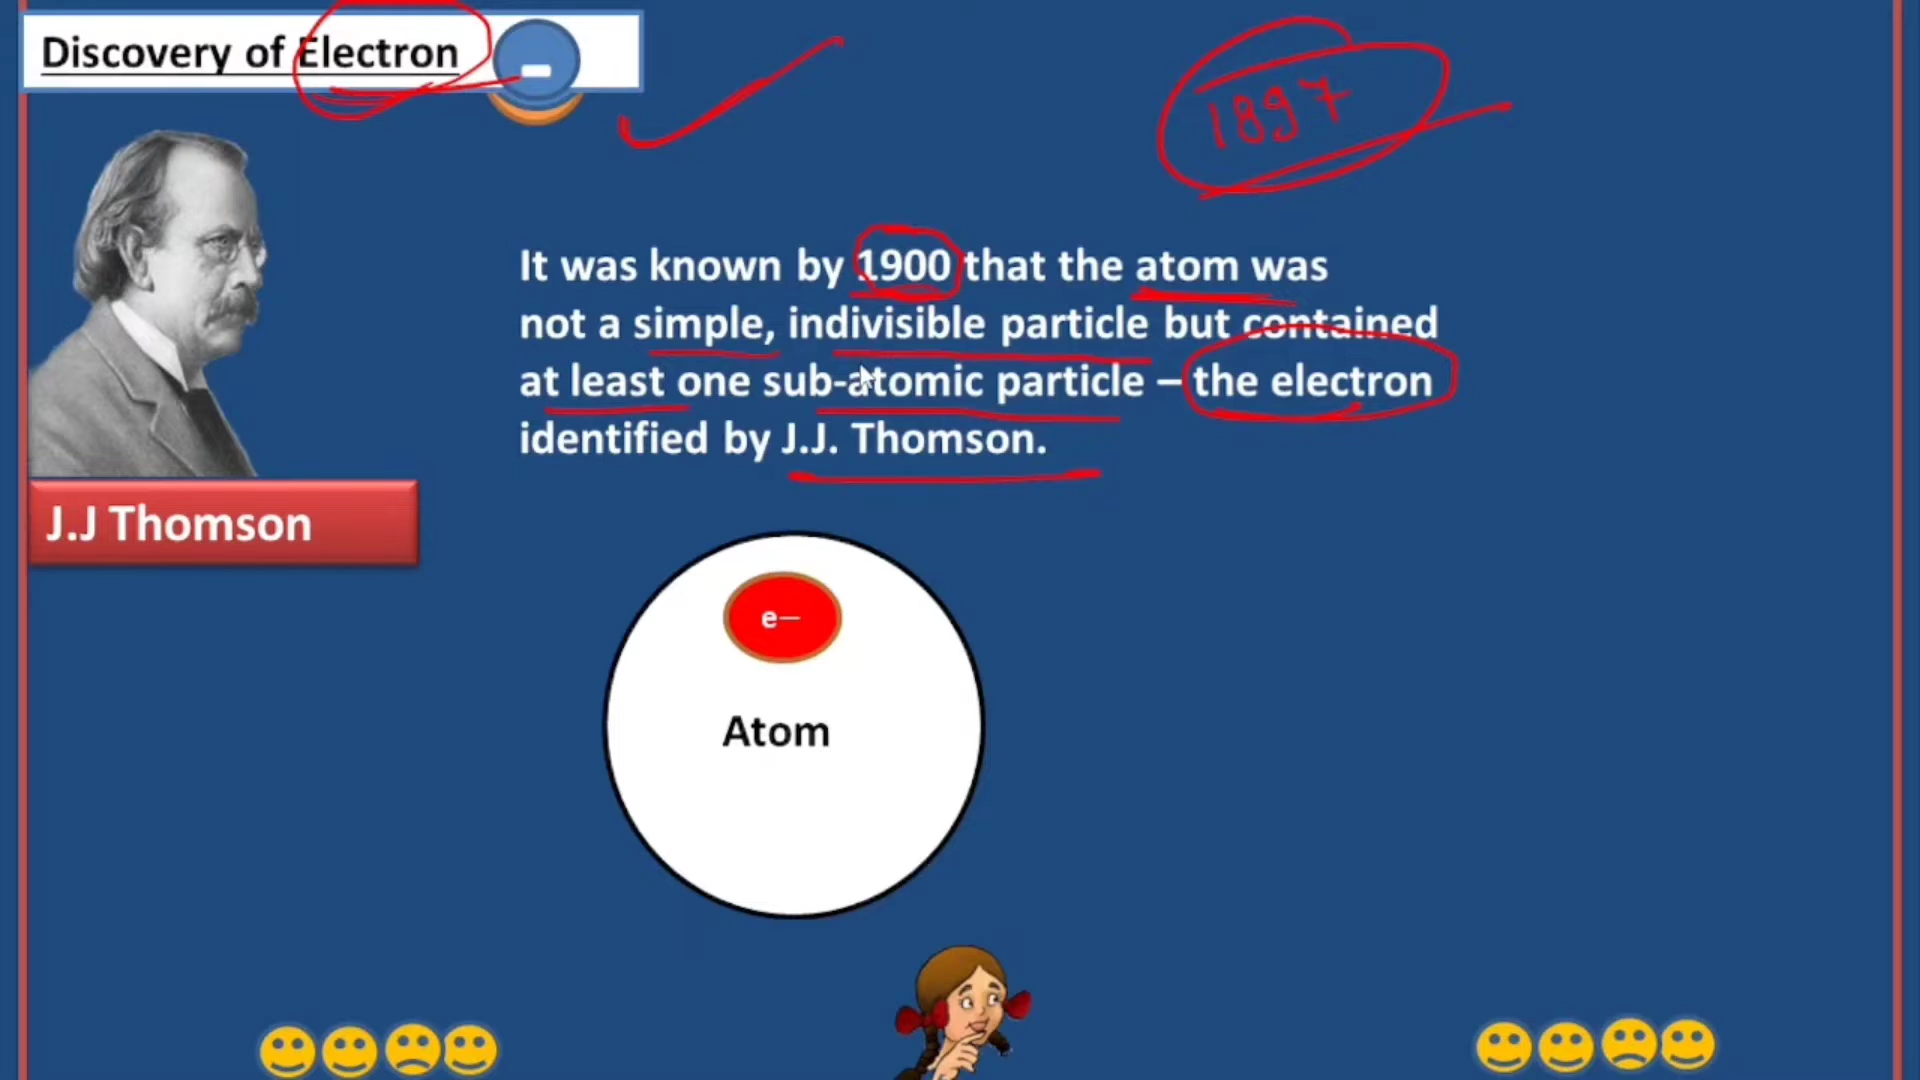 Discovery of Electron
1897
It was known by 1900 that the atom was
not a simple, indivisible particle but contained
at least one sub-atomic particle – the electron
identified by J.J. Thomson.
J.J Thomson
e—
Atom